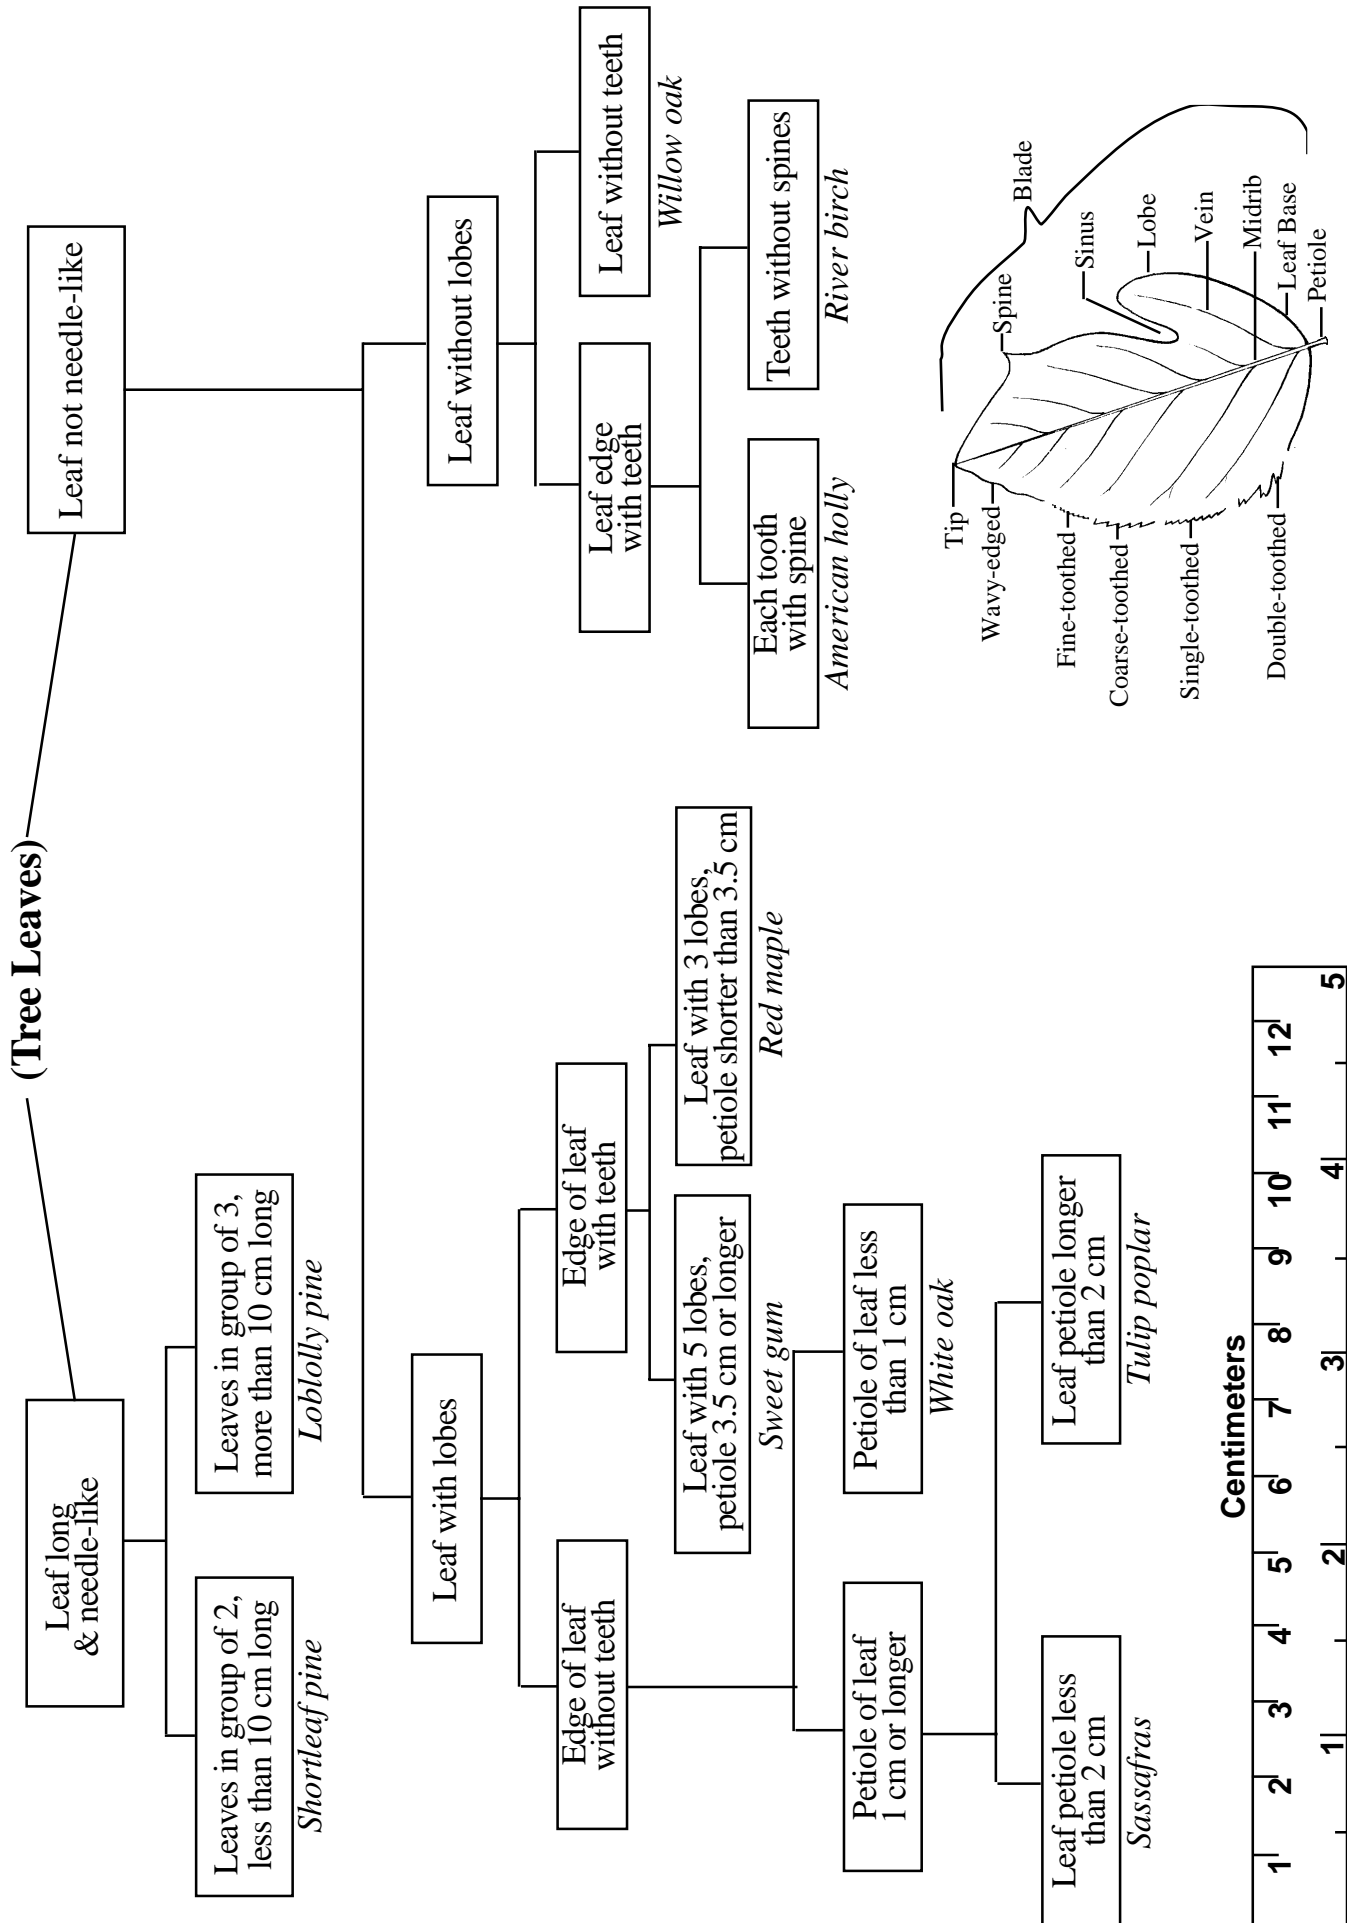 (Tree Leaves)
Leaf long
& needle-like
Leaf not needle-like
Leaves in group of 2,
less than 10 cm long
Shortleaf pine
Leaves in group of 3,
more than 10 cm long
Loblolly pine
Leaf with lobes
Leaf without lobes
Edge of leaf
without teeth
Edge of leaf
with teeth
Leaf edge
with teeth
Leaf without teeth
Willow oak
Leaf with 5 lobes,
petiole 3.5 cm or longer
Sweet gum
Leaf with 3 lobes,
petiole shorter than 3.5 cm
Red maple
Each tooth
with spine
American holly
Teeth without spines
River birch
Petiole of leaf
1 cm or longer
Petiole of leaf less
than 1 cm
White oak
Leaf petiole less
than 2 cm
Sassafras
Leaf petiole longer
than 2 cm
Tulip poplar
Tip
Wavy-edged
Fine-toothed
Coarse-toothed
Single-toothed
Double-toothed
Blade
Spine
Sinus
Lobe
Vein
Midrib
Leaf Base
Petiole
Centimeters
1 2 3 4 5 6 7 8 9 10 11 12
1 2 3 4 5